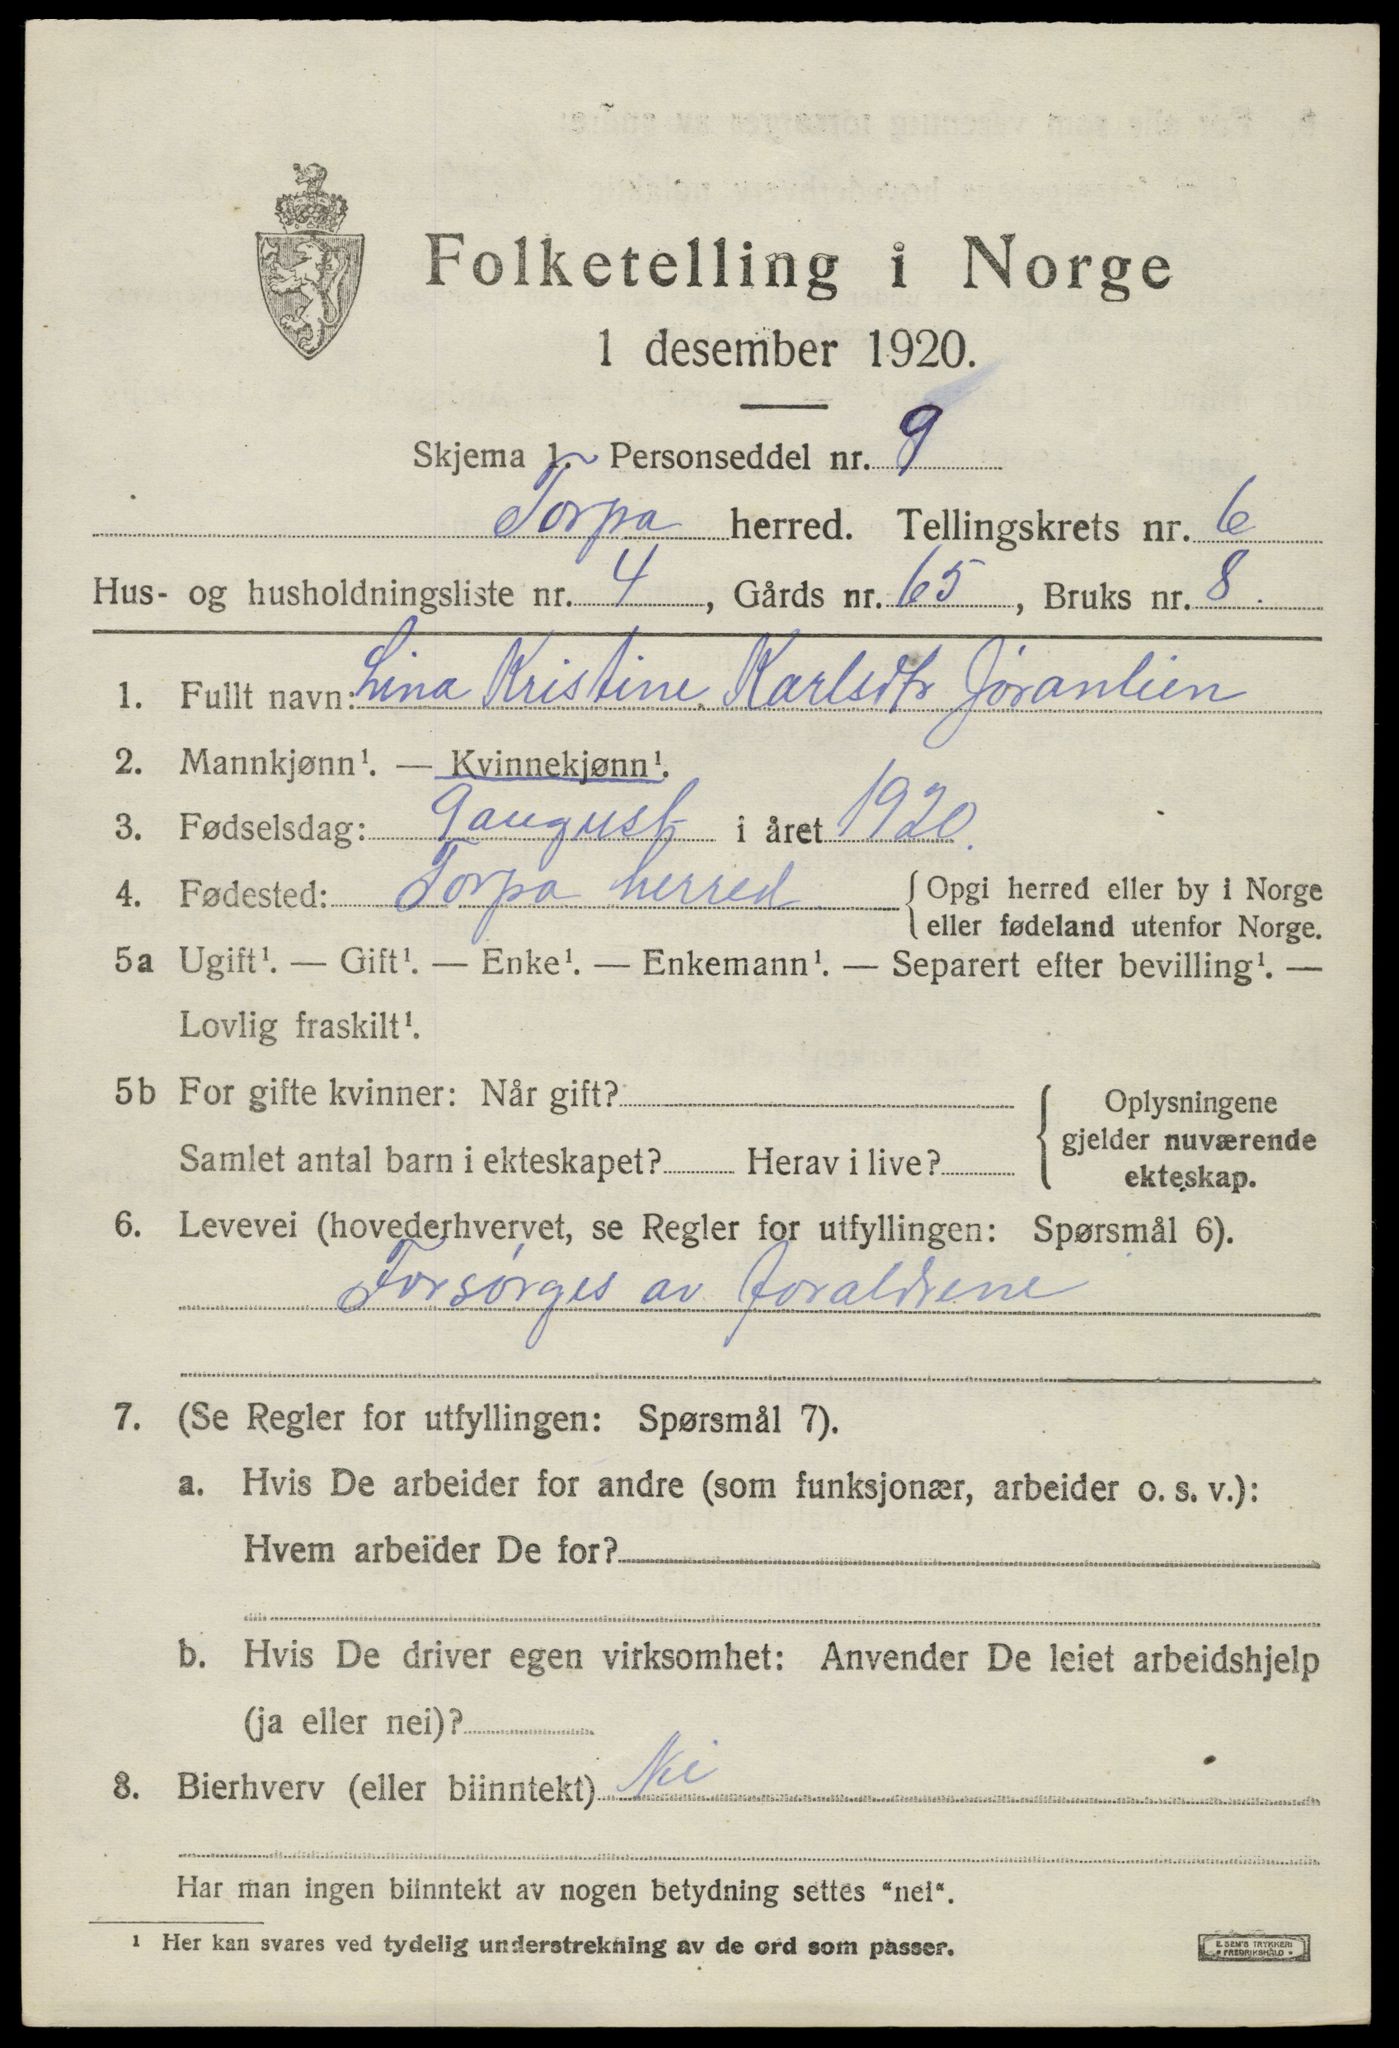 Folketelling i Norge
1 desember 1920.
Skjema 1. Personseddel nr. 9
Torpa herred. Tellingskrets nr. 6
Hus- og husholdningsliste nr. 4, Gårds nr. 65, Bruks nr. 8.
1. Fullt navn: Lina Kristine Karlsdtr Jøranlien
2. Mannkjønn¹. — Kvinnekjønn¹.
3. Fødselsdag: 9 august i året 1920.
4. Fødested: Torpa herred { Opgi herred eller by i Norge
eller fødeland utenfor Norge.
5a Ugift¹. — Gift¹. — Enke¹. — Enkemann¹. — Separert efter bevilling¹. —
Lovlig fraskilt¹.
5b For gifte kvinner: Når gift?
Samlet antal barn i ekteskapet? Herav i live?
{ Oplysningene
gjelder nuværende
ekteskap.
6. Levevei (hovederhvervet, se Regler for utfyllingen: Spørsmål 6).
Forsørges av foraldrene
7. (Se Regler for utfyllingen: Spørsmål 7).
a. Hvis De arbeider for andre (som funksjonær, arbeider o. s. v.):
Hvem arbeider De for?
b. Hvis De driver egen virksomhet: Anvender De leiet arbeidshjelp
(ja eller nei)?
8. Bierhverv (eller biinntekt) Nei
Har man ingen biinntekt av nogen betydning settes "nei".
¹ Her kan svares ved tydelig understrekning av de ord som passer.
E. SEM'S TRYKKERI
• FREDRIKSHALD •